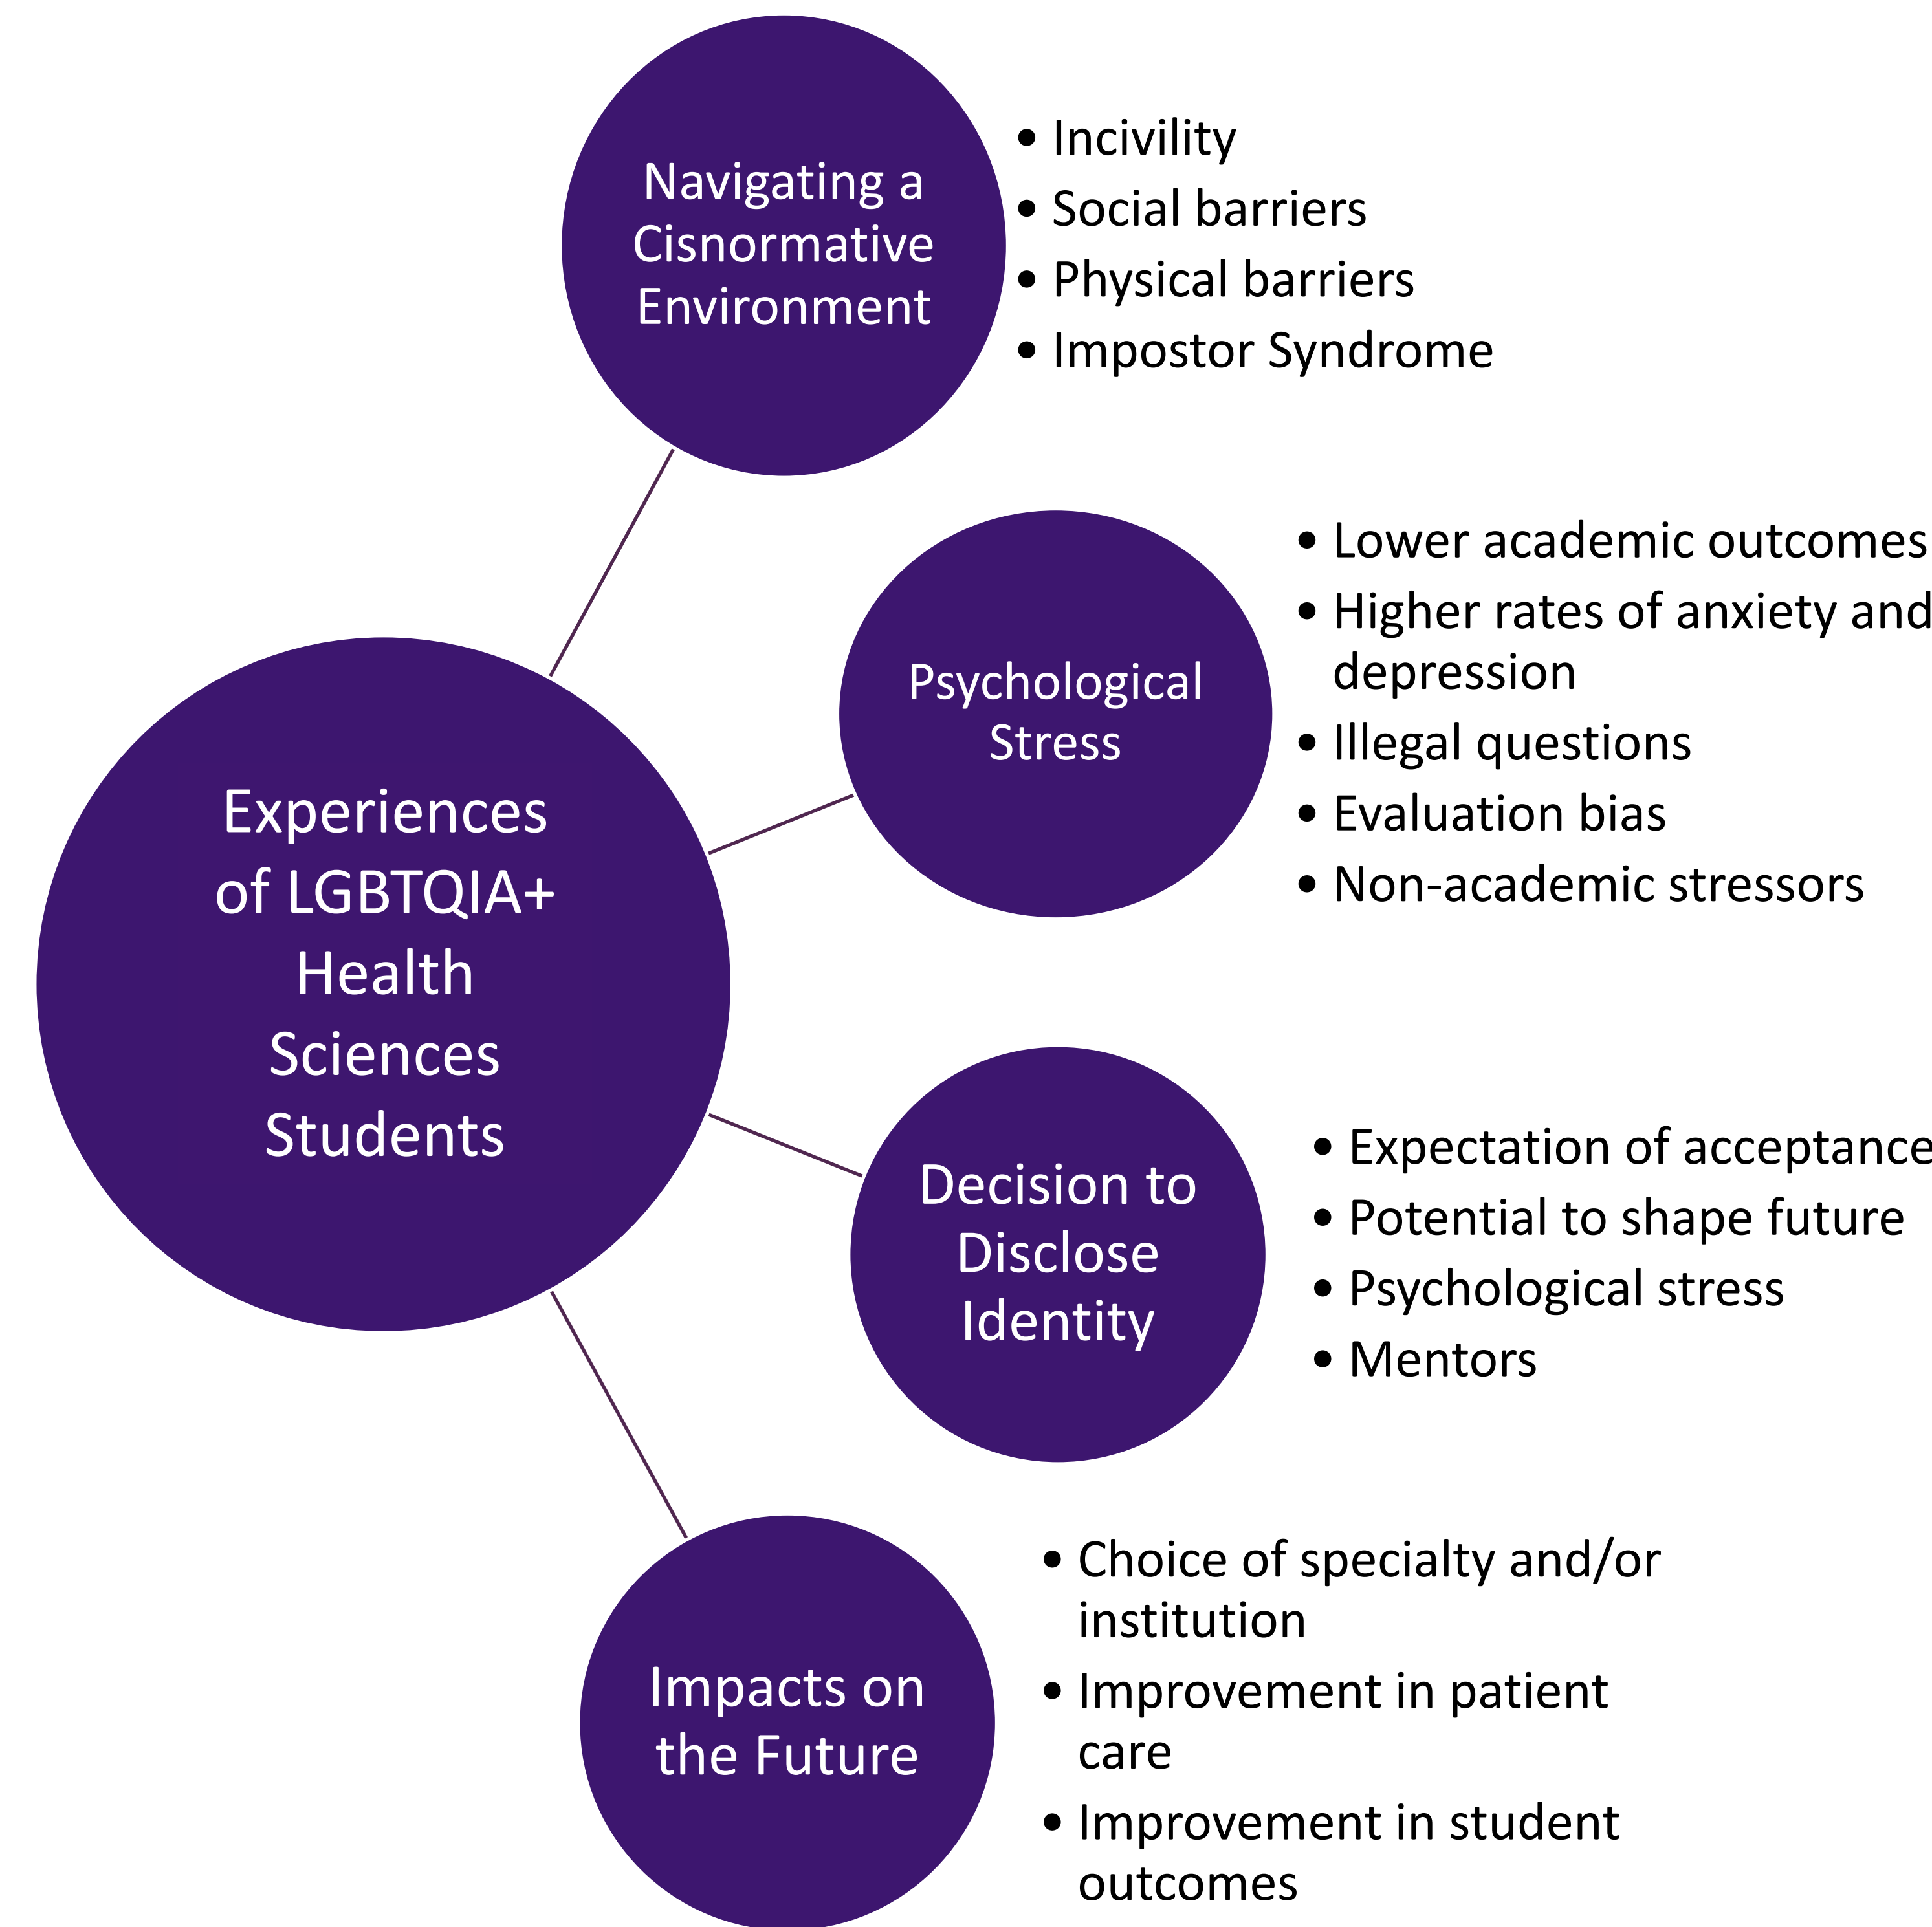 Navigating a
Cisnormative
Environment
• Incivility
• Social barriers
• Physical barriers
• Impostor Syndrome
Psychological
Stress
• Lower academic outcomes
• Higher rates of anxiety and
depression
• Illegal questions
• Evaluation bias
• Non-academic stressors
Experiences
of LGBTQIA+
Health
Sciences
Students
Decision to
Disclose
Identity
• Expectation of acceptance
• Potential to shape future
• Psychological stress
• Mentors
Impacts on
the Future
• Choice of specialty and/or
institution
• Improvement in patient
care
• Improvement in student
outcomes